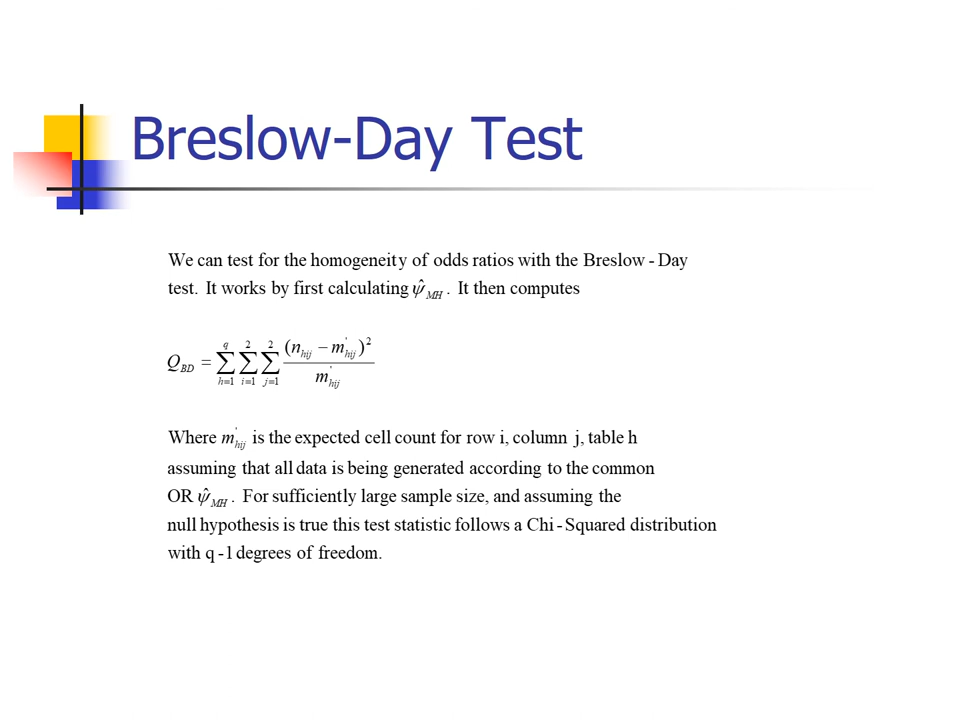 Breslow-Day Test
We can test for the homogeneity of odds ratios with the Breslow - Day
test. It works by first calculating ψ̂_MH . It then computes
Q_BD = ∑_{h=1}^{q} ∑_{i=1}^{2} ∑_{j=1}^{2} (n_hij − m'_hij)² / m'_hij
Where m'_hij is the expected cell count for row i, column j, table h
assuming that all data is being generated according to the common
OR ψ̂_MH . For sufficiently large sample size, and assuming the
null hypothesis is true this test statistic follows a Chi - Squared distribution
with q - 1 degrees of freedom.